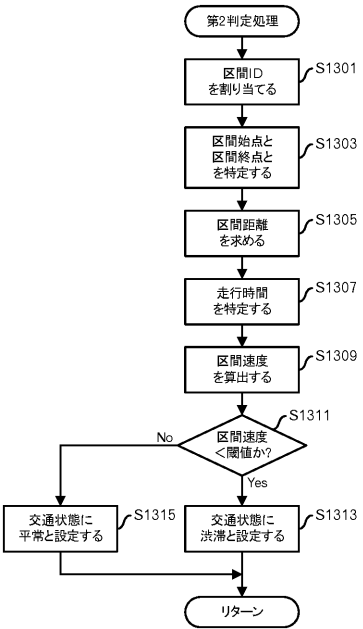 第2判定処理
区間ID
を割り当てる
S1301
区間始点と
区間終点と
を特定する
S1303
区間距離
を求める
S1305
走行時間
を特定する
S1307
区間速度
を算出する
S1309
区間速度
<閾値か?
S1311
No
Yes
交通状態に
平常と設定する
S1315
交通状態に
渋滞と設定する
S1313
リターン